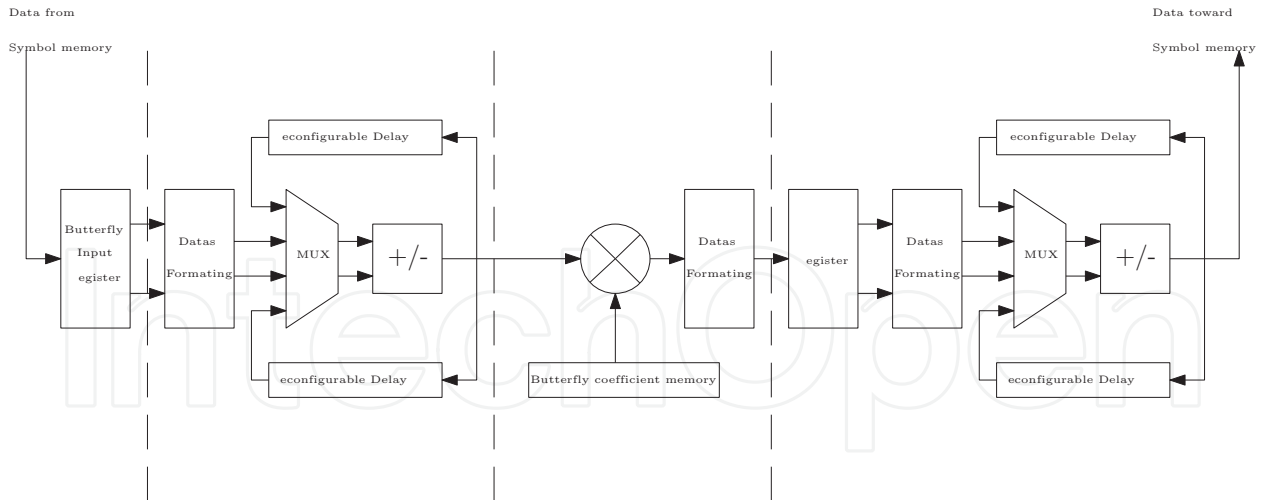 Data from
Symbol memory
Data toward
Symbol memory
econfigurable Delay
econfigurable Delay
Butterfly
Input
egister
Datas
Formating
MUX
+/-
Datas
Formating
egister
Datas
Formating
MUX
+/-
econfigurable Delay
Butterfly coefficient memory
econfigurable Delay
IntechOpen